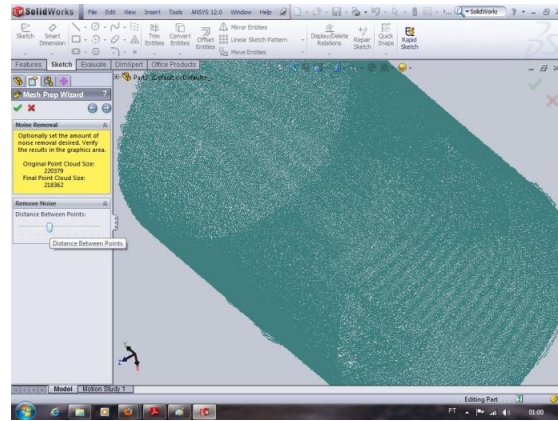 SolidWorks File Edit View Insert Tools ANSYS 12.0 Window Help SolidWorks
Sketch Smart Dimension Trim Entities Convert Entities Offset Entities Mirror Entities Linear Sketch Pattern Move Entities Display/Delete Relations Repair Sketch Quick Snaps Rapid Sketch
Features Sketch Evaluate DimXpert Office Products
Mesh Prep Wizard
Noise Removal
Optionally set the amount of
noise removal desired. Verify
the results in the graphics area.
Original Point Cloud Size:
220379
Final Point Cloud Size:
218362
Remove Noise
Distance Between Points:
Distance Between Points
Model Motion Study 1
Editing Part
PT 01:00